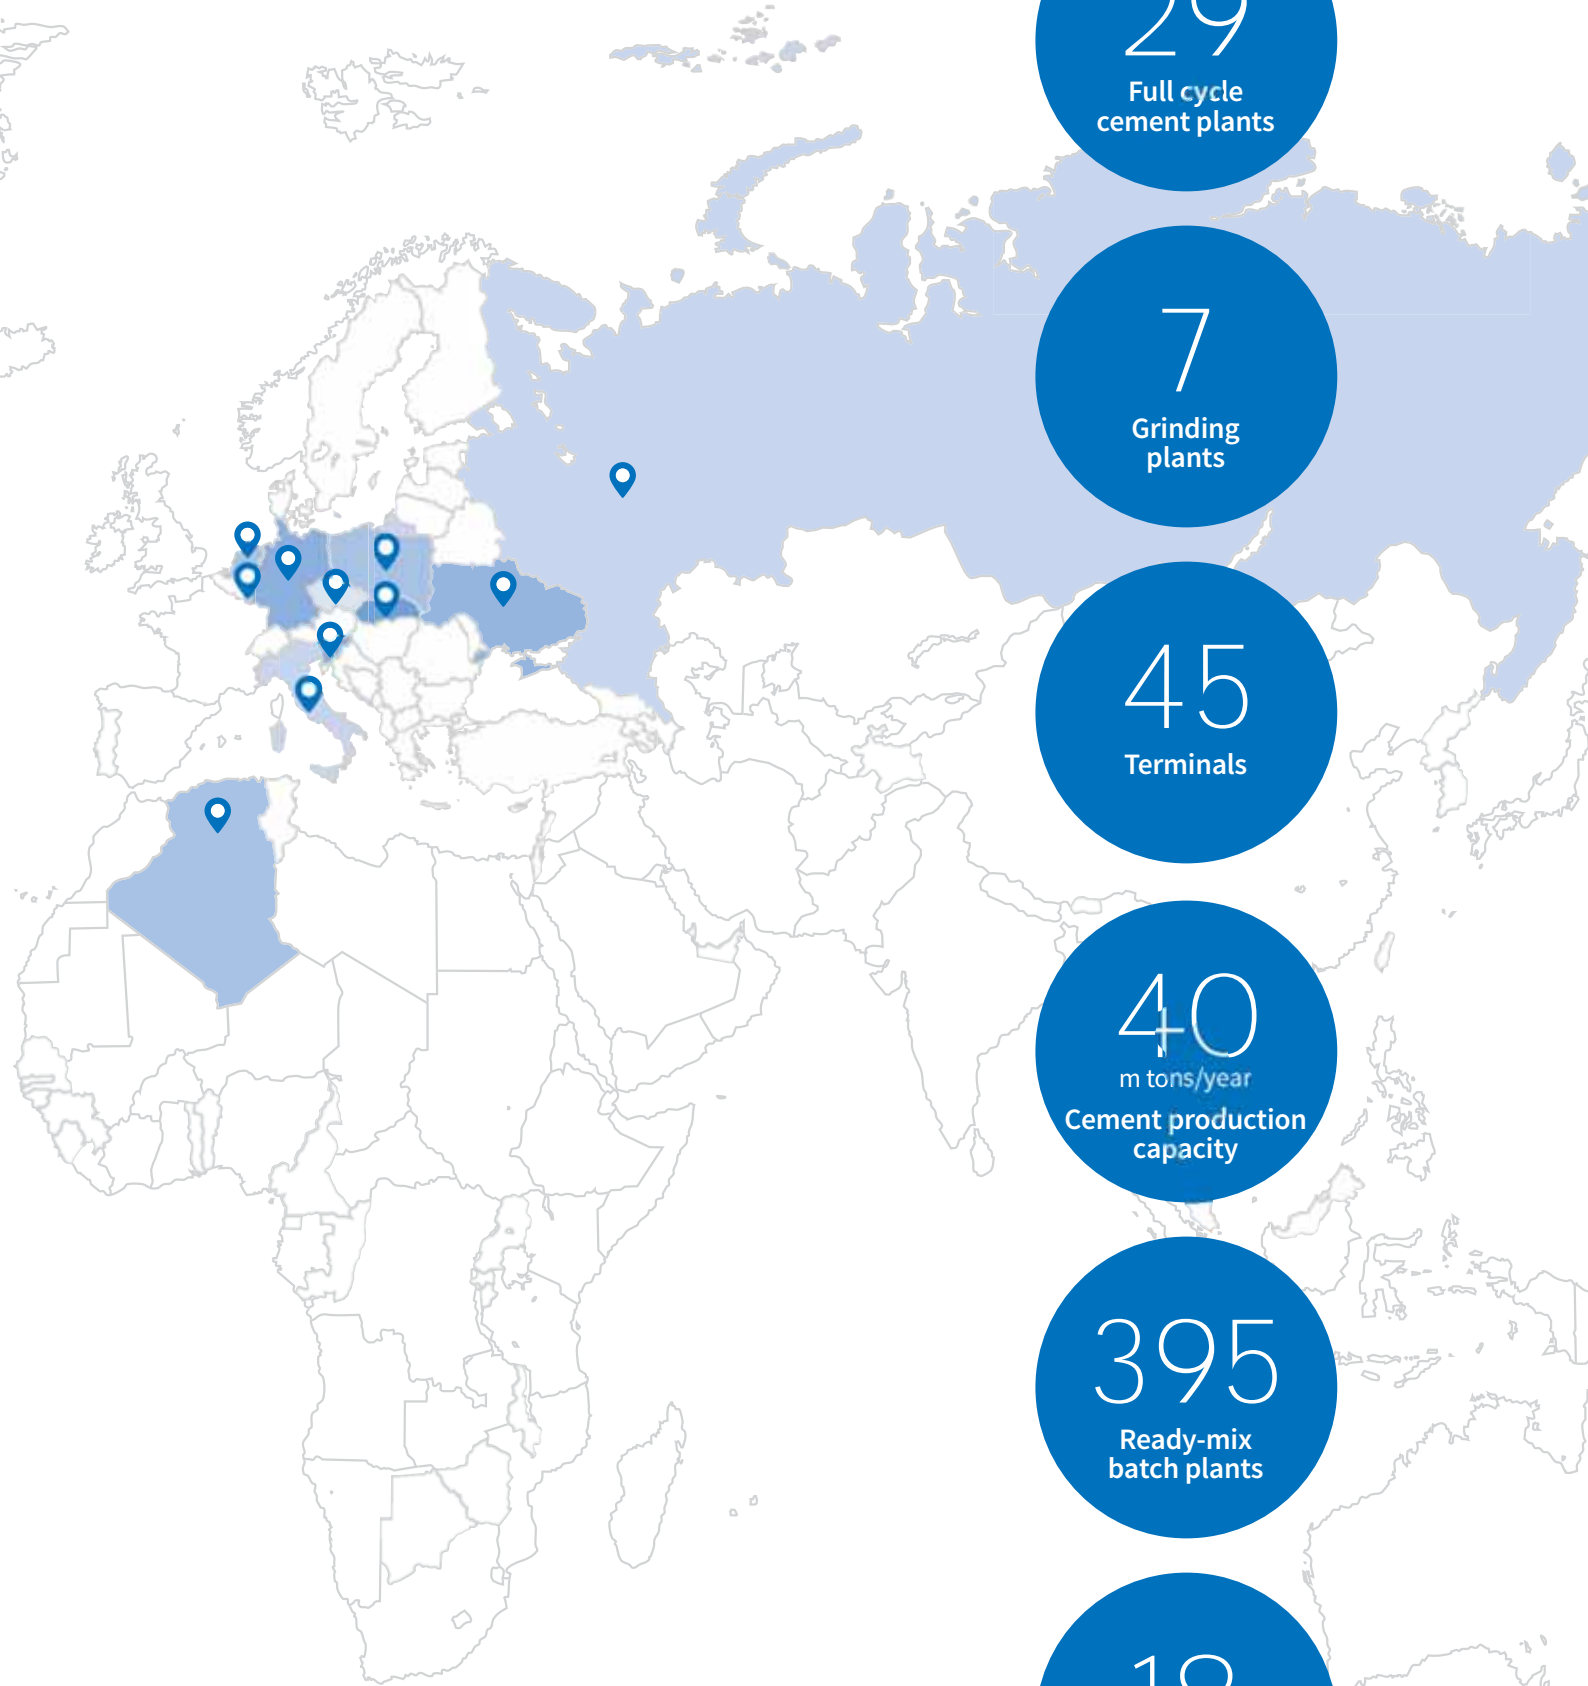 29
Full cycle
cement plants
7
Grinding
plants
45
Terminals
40
m tons/year
Cement production
capacity
395
Ready-mix
batch plants